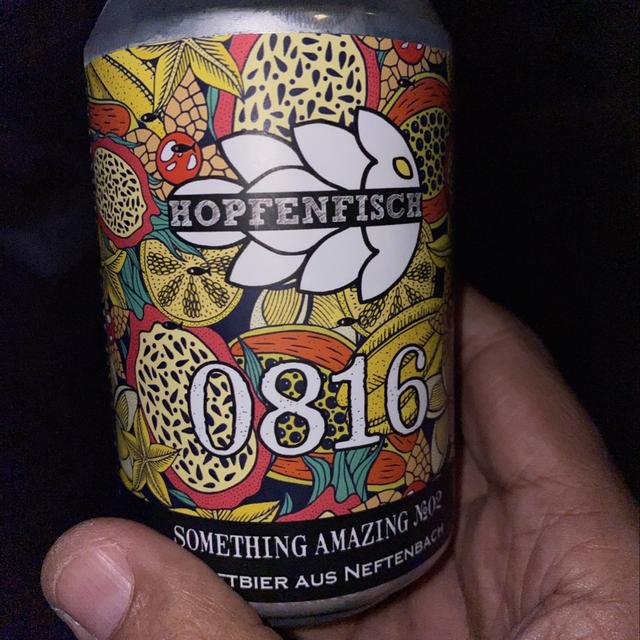 HOPFENFISCH
0816
SOMETHING AMAZING №02
AUS NEFTENBACH